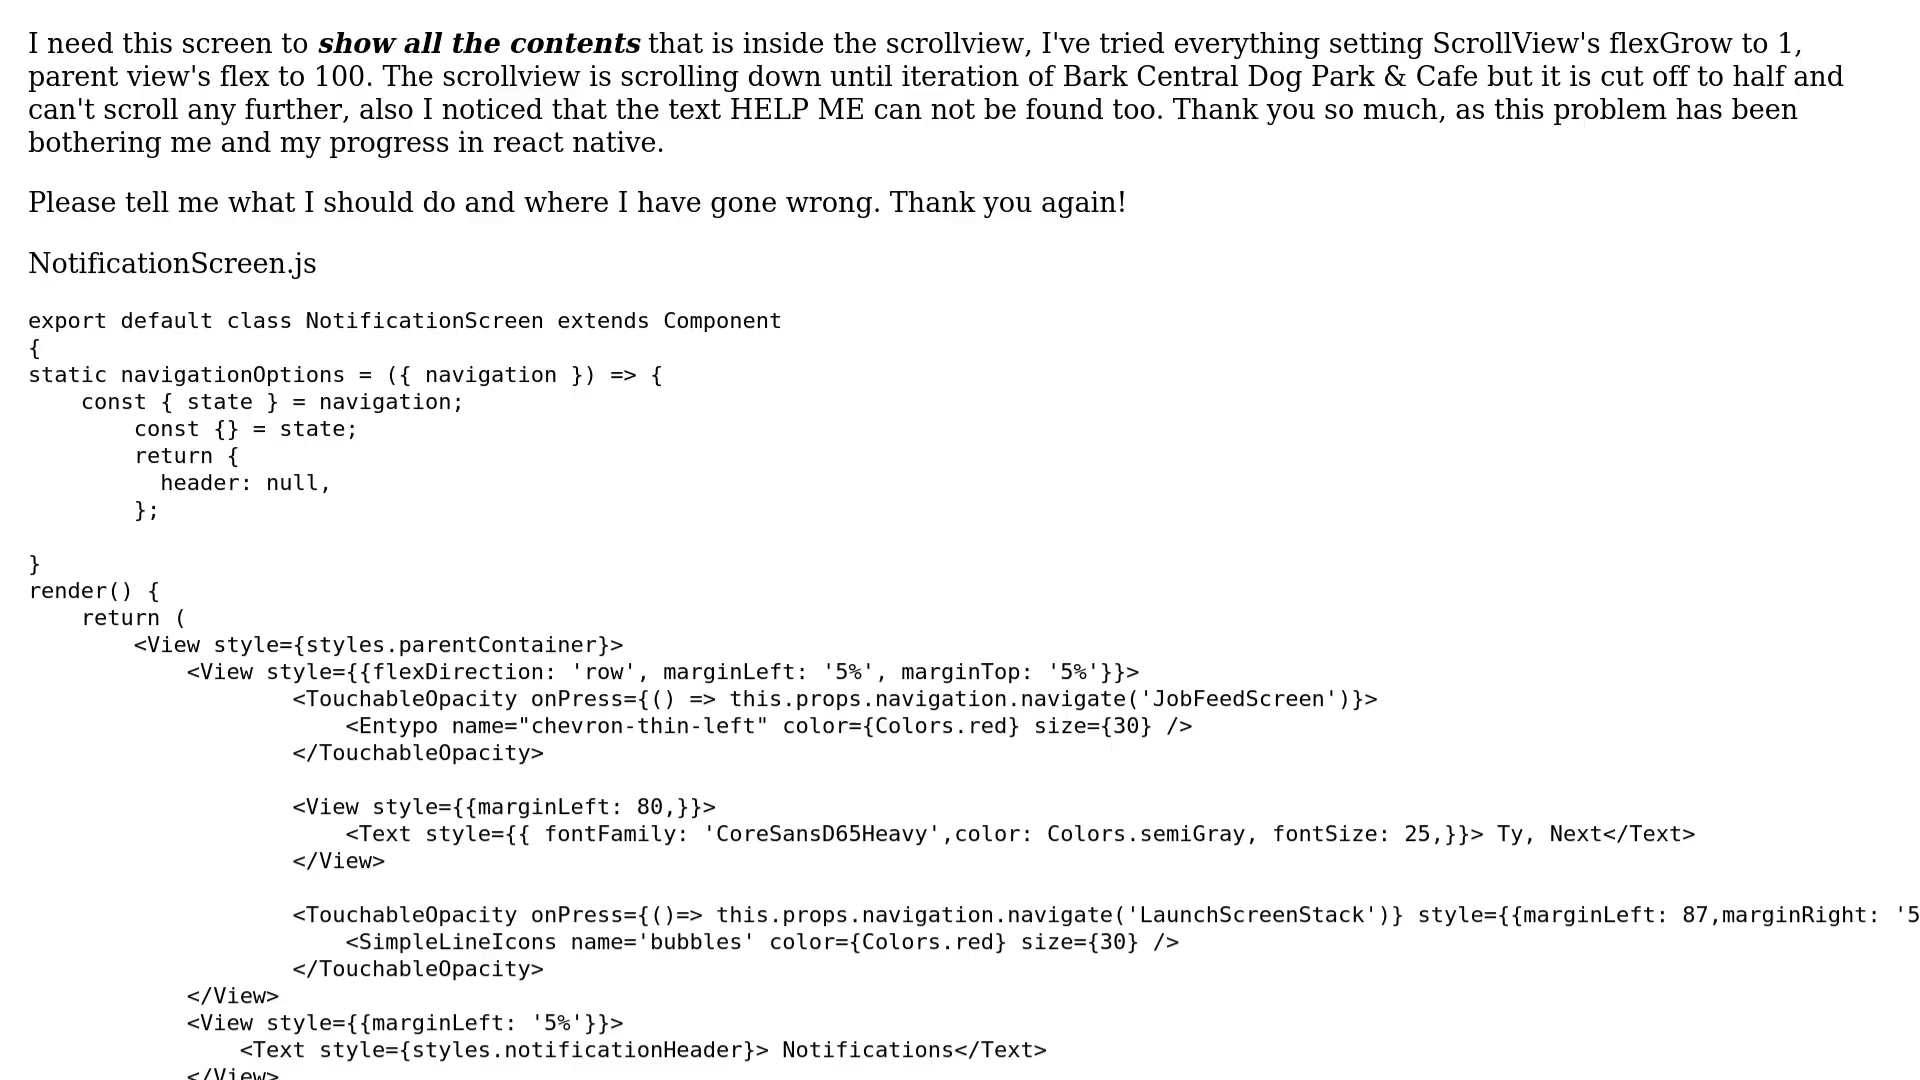 I need this screen to show all the contents that is inside the scrollview, I've tried everything setting ScrollView's flexGrow to 1,
parent view's flex to 100. The scrollview is scrolling down until iteration of Bark Central Dog Park & Cafe but it is cut off to half and
can't scroll any further, also I noticed that the text HELP ME can not be found too. Thank you so much, as this problem has been
bothering me and my progress in react native.
Please tell me what I should do and where I have gone wrong. Thank you again!
NotificationScreen.js
export default class NotificationScreen extends Component
{
static navigationOptions = ({ navigation }) => {
    const { state } = navigation;
        const {} = state;
        return {
          header: null,
        };
}
render() {
    return (
        <View style={styles.parentContainer}>
            <View style={{flexDirection: 'row', marginLeft: '5%', marginTop: '5%'}}>
                    <TouchableOpacity onPress={() => this.props.navigation.navigate('JobFeedScreen')}>
                        <Entypo name="chevron-thin-left" color={Colors.red} size={30} />
                    </TouchableOpacity>
                    <View style={{marginLeft: 80,}}>
                        <Text style={{ fontFamily: 'CoreSansD65Heavy',color: Colors.semiGray, fontSize: 25,}}> Ty, Next</Text>
                    </View>
                    <TouchableOpacity onPress={()=> this.props.navigation.navigate('LaunchScreenStack')} style={{marginLeft: 87,marginRight: '5
                        <SimpleLineIcons name='bubbles' color={Colors.red} size={30} />
                    </TouchableOpacity>
            </View>
            <View style={{marginLeft: '5%'}}>
                <Text style={styles.notificationHeader}> Notifications</Text>
            </View>